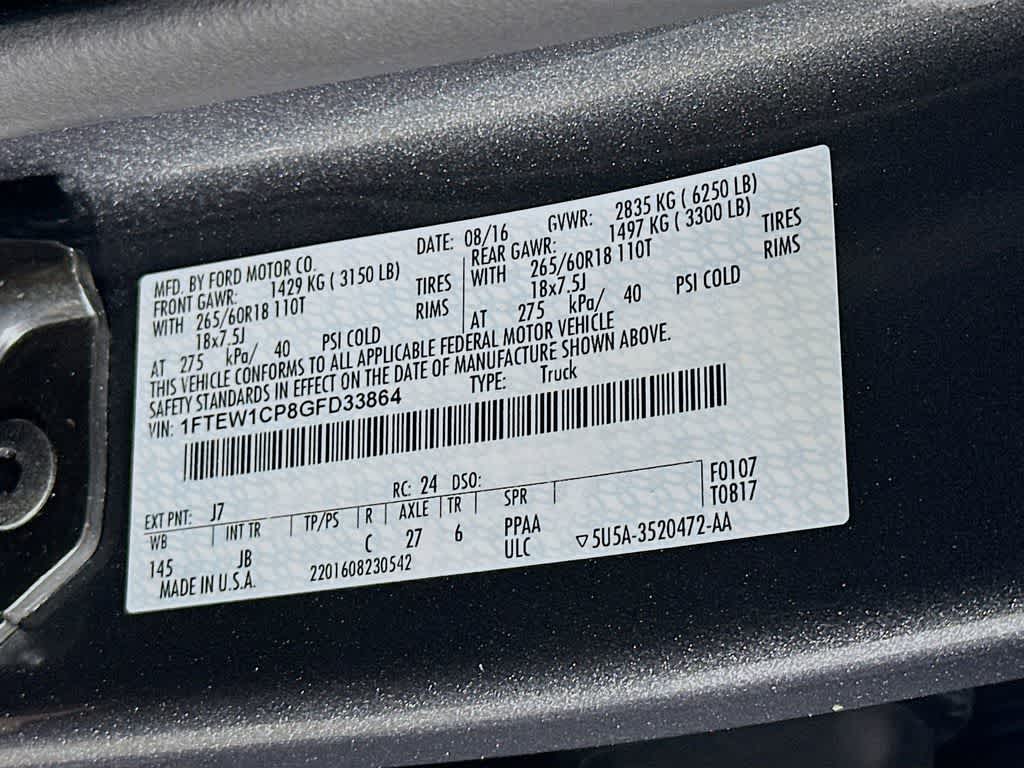 MFD. BY FORD MOTOR CO. DATE: 08/16 GVWR: 2835 KG ( 6250 LB)
FRONT GAWR: 1429 KG ( 3150 LB) REAR GAWR: 1497 KG ( 3300 LB)
WITH 265/60R18 110T TIRES WITH 265/60R18 110T TIRES
18x7.5J RIMS 18x7.5J RIMS
AT 275 kPa/ 40 PSI COLD AT 275 kPa/ 40 PSI COLD
THIS VEHICLE CONFORMS TO ALL APPLICABLE FEDERAL MOTOR VEHICLE
SAFETY STANDARDS IN EFFECT ON THE DATE OF MANUFACTURE SHOWN ABOVE.
VIN: 1FTEW1CP8GFD33864 TYPE: Truck
EXT PNT: J7 RC: 24 DSO: F0107
WB INT TR TP/PS R AXLE TR SPR T0817
145 JB C 27 6 PPAA
ULC ▽5U5A-3520472-AA
MADE IN U.S.A. 2201608230542